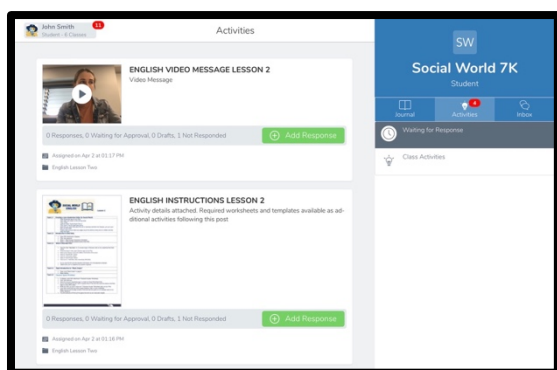 John Smith
Student - 6 Classes
11
Activities
ENGLISH VIDEO MESSAGE LESSON 2
Video Message
0 Responses, 0 Waiting for Approval, 0 Drafts, 1 Not Responded
Add Response
Assigned on Apr 2 at 01:17 PM
English Lesson Two
ENGLISH INSTRUCTIONS LESSON 2
Activity details attached. Required worksheets and templates available as ad-
ditional activities following this post
SOCIAL WORLD
0 Responses, 0 Waiting for Approval, 0 Drafts, 1 Not Responded
Add Response
Assigned on Apr 2 at 01:16 PM
English Lesson Two
SW
Social World 7K
Student
Journal
4
Activities
Inbox
Waiting for Response
Class Activities